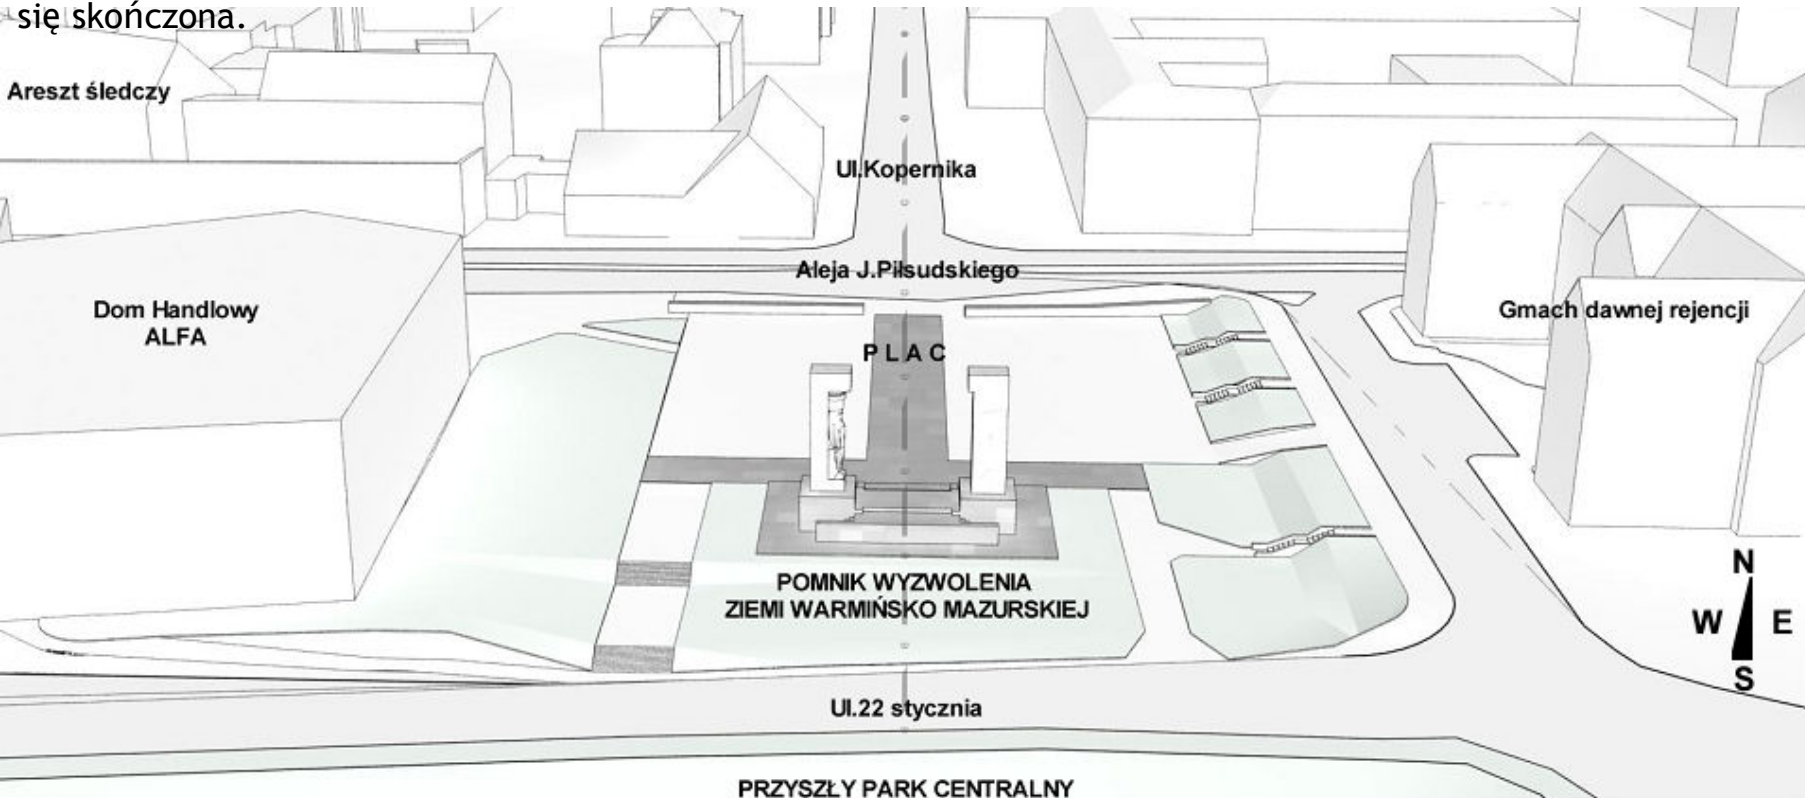 się skończona.
Areszt śledczy
Ul.Kopernika
Aleja J.Piłsudskiego
Dom Handlowy
ALFA
Gmach dawnej rejencji
P L A C
POMNIK WYZWOLENIA
ZIEMI WARMIŃSKO MAZURSKIEJ
N
W E
S
Ul.22 stycznia
PRZYSZŁY PARK CENTRALNY